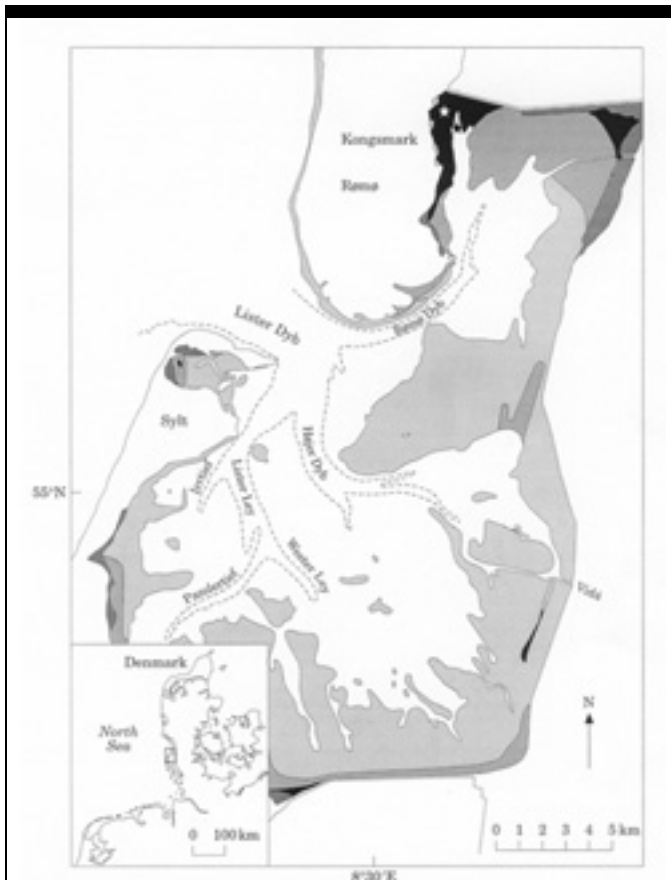 Kongsmark
Rømø
Lister Dyb
Rømø Dyb
Sylt
Højer Dyb
55°N
Lister Ley
Wester Ley
Pandertief
Vidå
Denmark
North
Sea
N
0 100 km
0 1 2 3 4 5 km
8°20'E